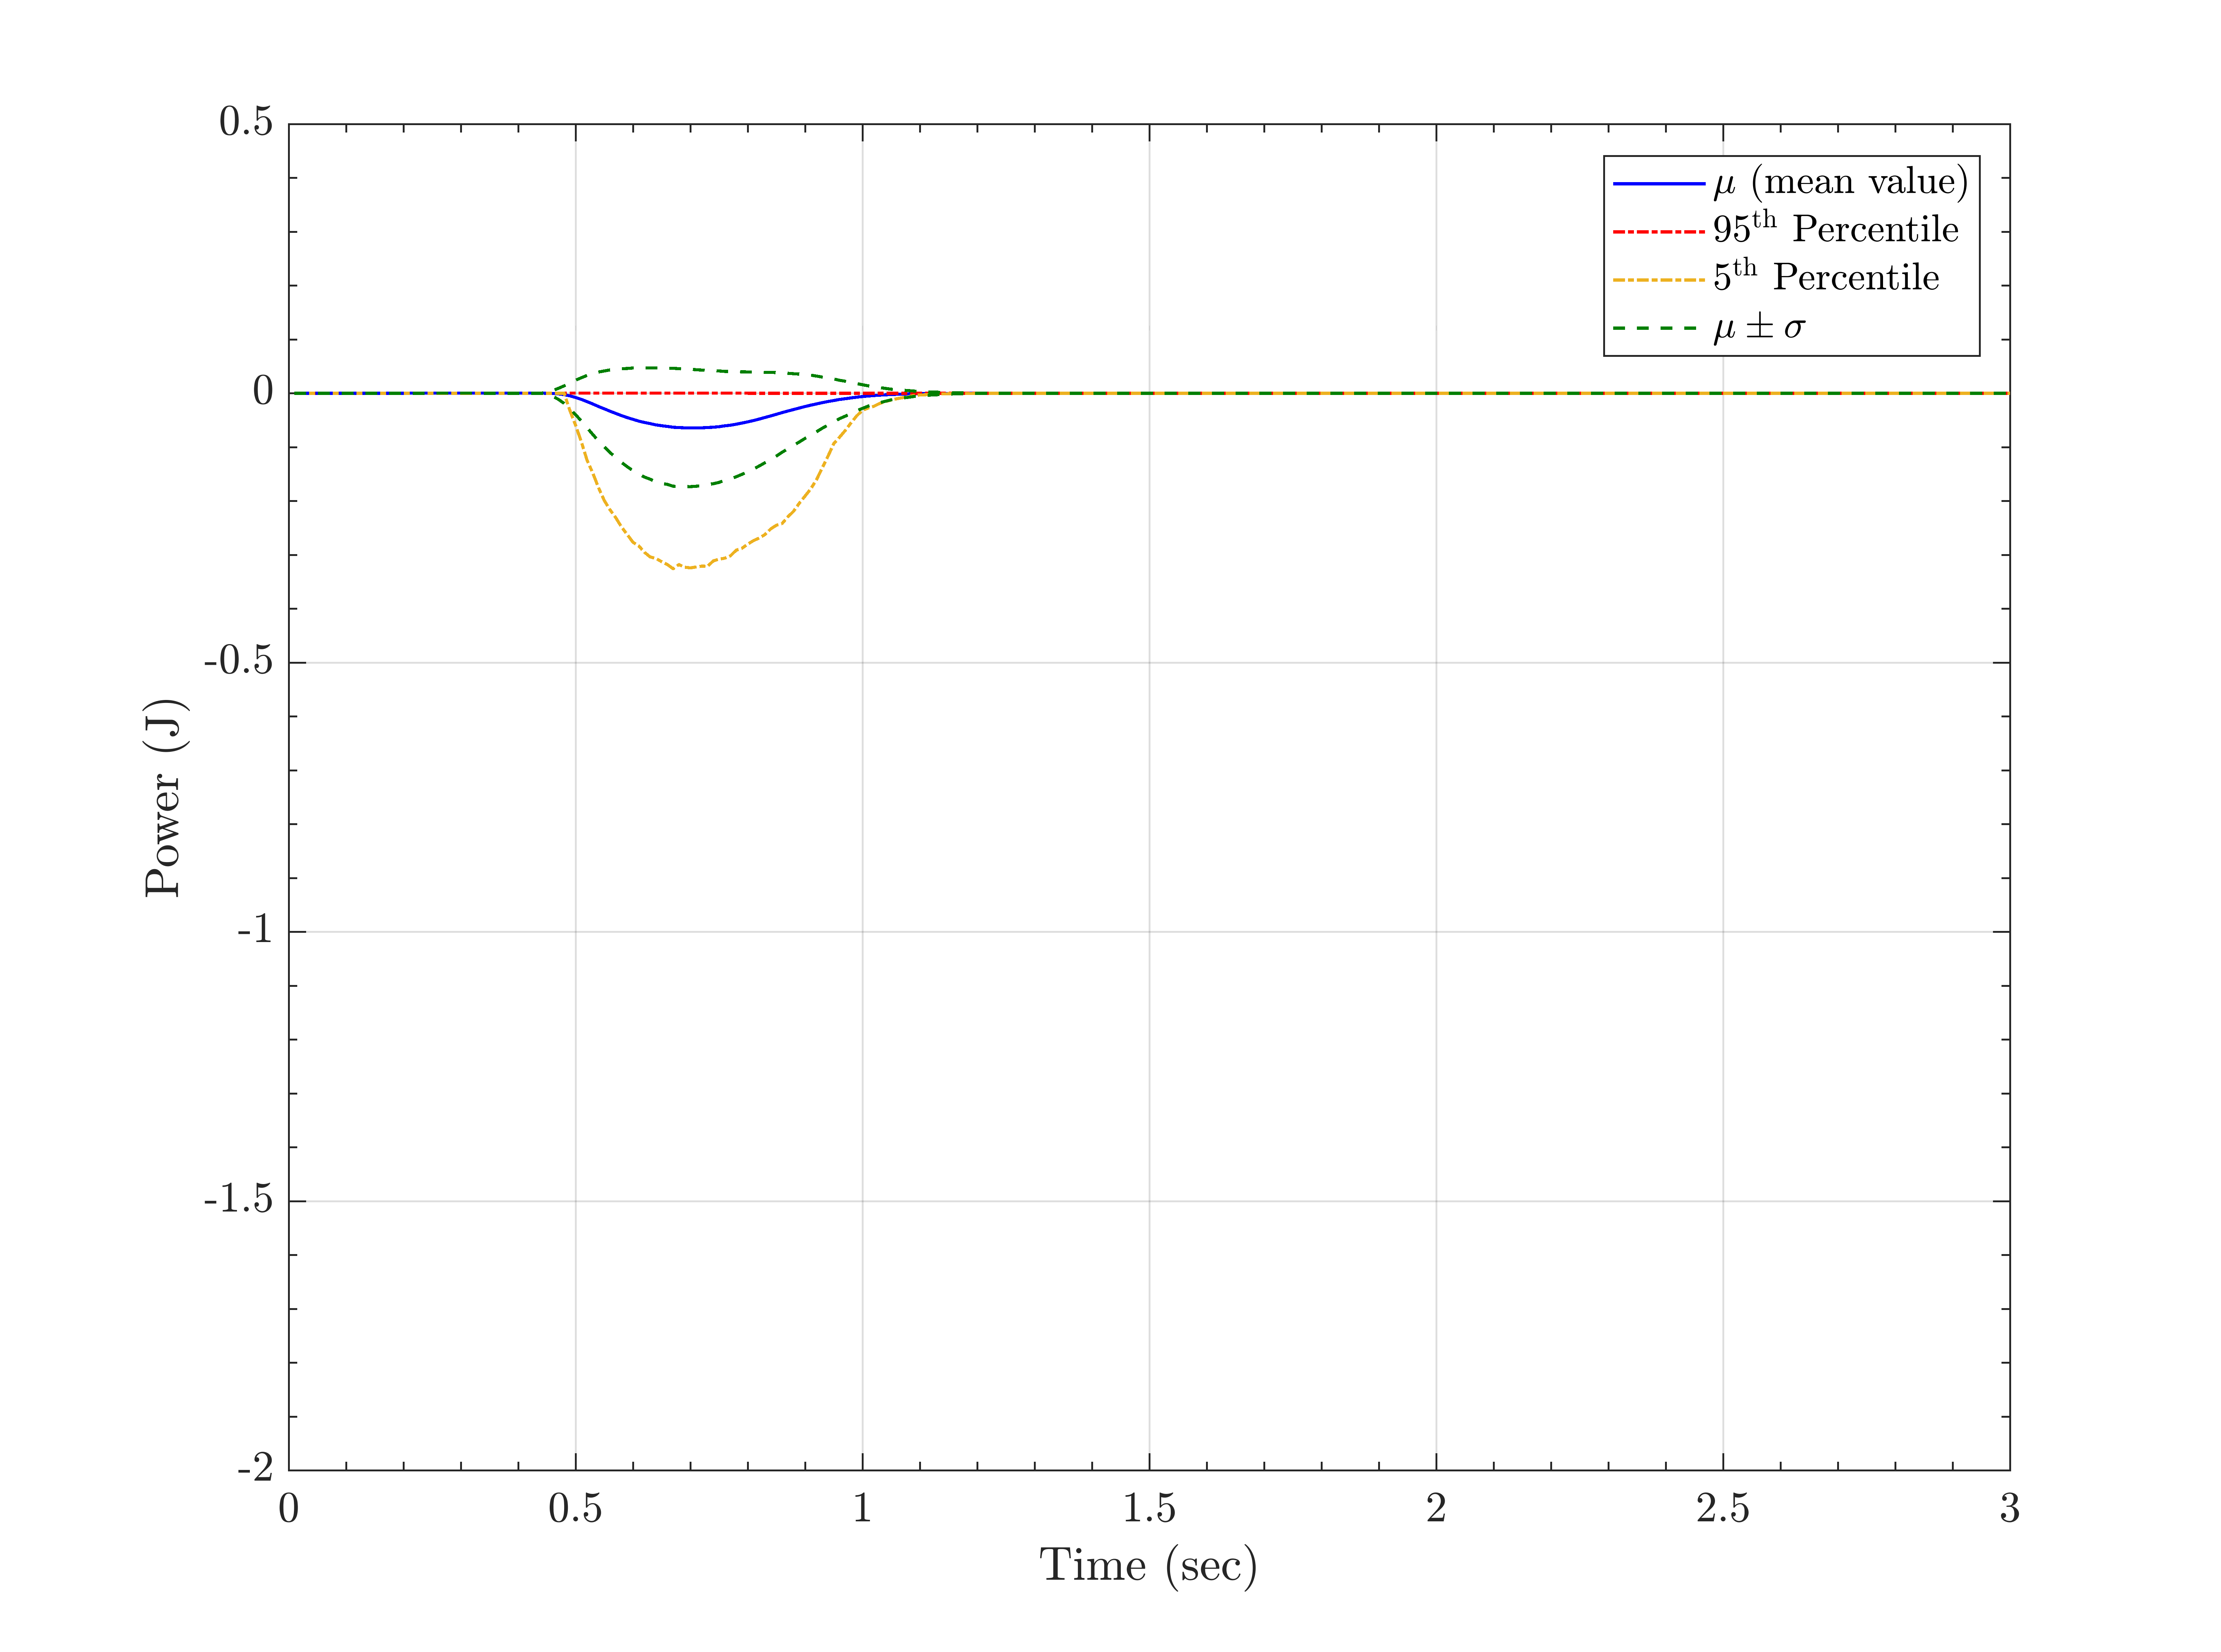 0.5
0
-0.5
-1
-1.5
-2
Power (J)
μ (mean value)
95th Percentile
5th Percentile
μ ± σ
0 0.5 1 1.5 2 2.5 3
Time (sec)